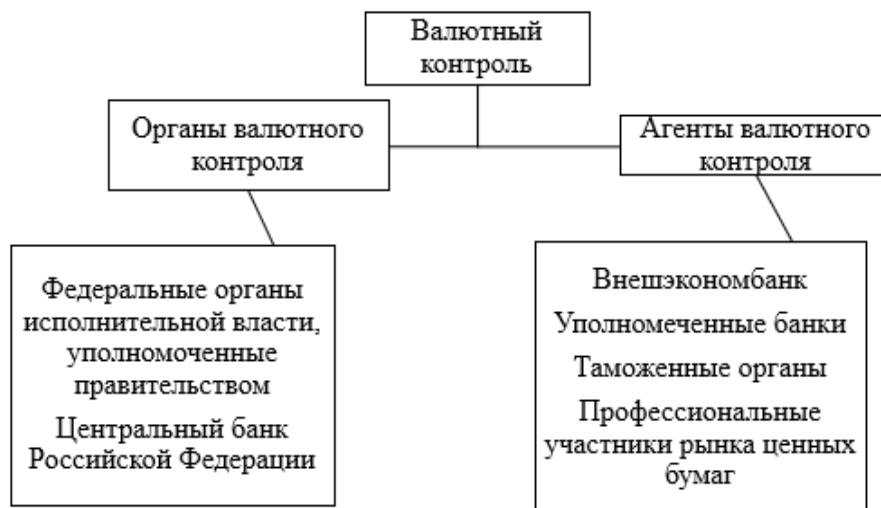 Валютный
контроль
Органы валютного
контроля
Агенты валютного
контроля
Федеральные органы
исполнительной власти,
уполномоченные
правительством
Центральный банк
Российской Федерации
Внешэкономбанк
Уполномеченные банки
Таможенные органы
Профессиональные
участники рынка ценных
бумаг